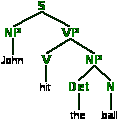 S
NP VP
John V NP
hit Det N
the ball